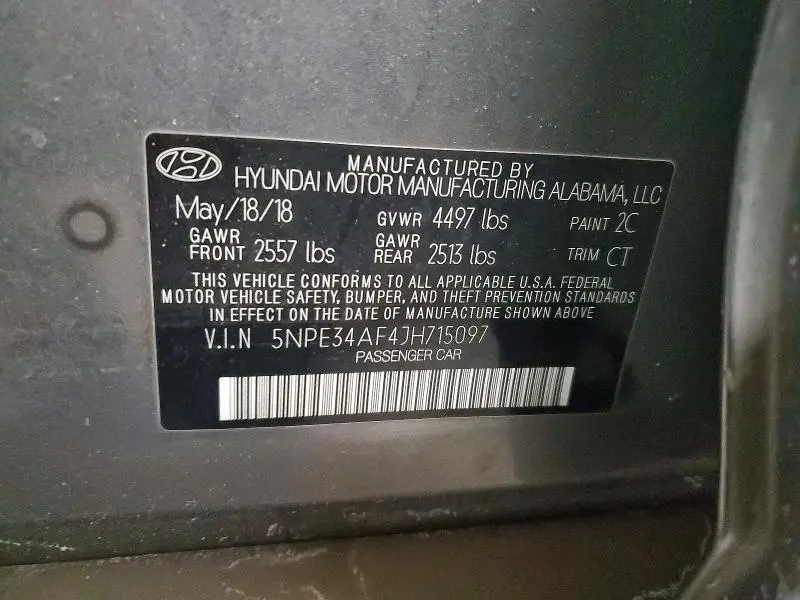 MANUFACTURED BY
HYUNDAI MOTOR MANUFACTURING ALABAMA, LLC
May/18/18 GVWR 4497 lbs PAINT 2C
GAWR FRONT 2557 lbs GAWR REAR 2513 lbs TRIM CT
THIS VEHICLE CONFORMS TO ALL APPLICABLE U.S.A. FEDERAL
MOTOR VEHICLE SAFETY, BUMPER, AND THEFT PREVENTION STANDARDS
IN EFFECT ON THE DATE OF MANUFACTURE SHOWN ABOVE
V.I.N 5NPE34AF4JH715097
PASSENGER CAR